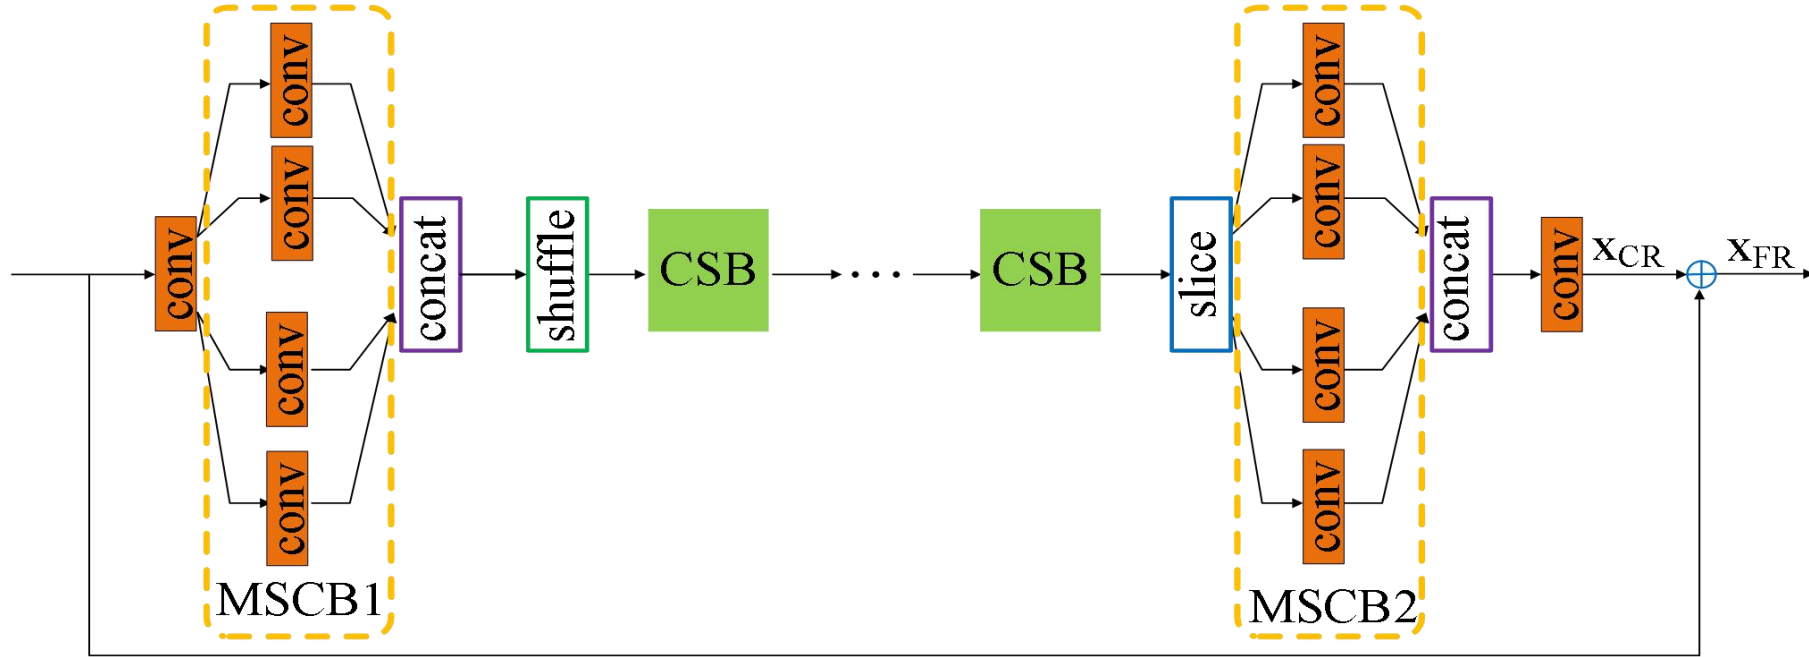 conv
conv
conv
conv
conv
MSCB1
concat
shuffle
CSB
...
CSB
slice
conv
conv
conv
conv
MSCB2
concat
conv
xCR
xFR